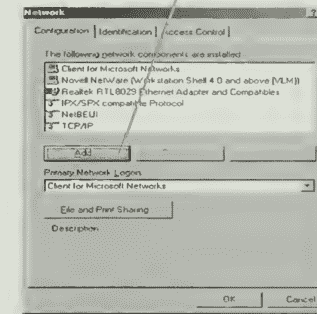 Network ?
Configuration Identification Access Control
The following network components are installed
Client for Microsoft Networks
Novell NetWare (Workstation Shell 4.0 and above [VLM])
Realtek RTL8029 Ethernet Adapter and Compatibles
IPX/SPX compatible Protocol
NetBEUI
TCP/IP
Add
Primary Network Logon
Client for Microsoft Networks
File and Print Sharing
Description
OK Cancel